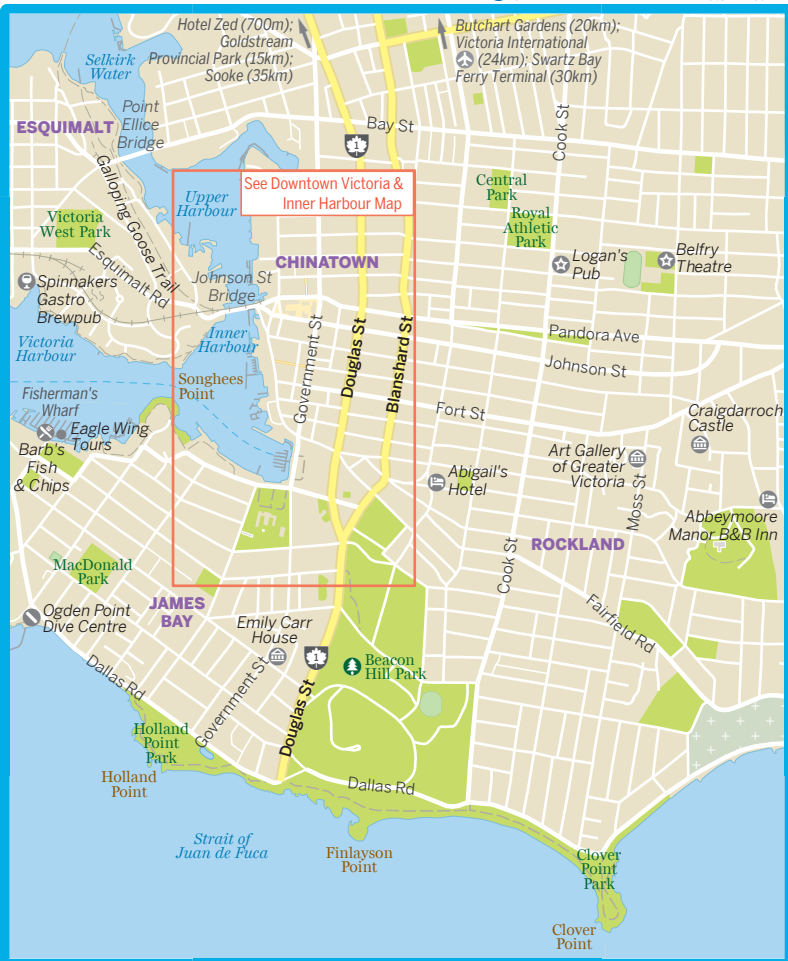 Hotel Zed (700m);
Goldstream
Provincial Park (15km);
Sooke (35km)
Butchart Gardens (20km);
Victoria International
(24km); Swartz Bay
Ferry Terminal (30km)
Selkirk
Water
Point
Ellice
Bridge
ESQUIMALT
Bay St
Cook St
1
Galloping Goose Trail
See Downtown Victoria &
Inner Harbour Map
Upper
Harbour
Central
Park
Royal
Athletic
Park
Victoria
West Park
Esquimalt Rd
CHINATOWN
Logan's
Pub
Belfry
Theatre
Spinnakers
Gastro
Brewpub
Johnson St
Bridge
Victoria
Harbour
Inner
Harbour
Government St
Douglas St
Blanshard St
Pandora Ave
Johnson St
Songhees
Point
Fisherman's
Wharf
Eagle Wing
Tours
Barb's
Fish
& Chips
Fort St
Craigdarroch
Castle
Art Gallery
of Greater
Victoria
Moss St
Abigail's
Hotel
Abbeymoore
Manor B&B Inn
ROCKLAND
Cook St
MacDonald
Park
JAMES
BAY
Fairfield Rd
Ogden Point
Dive Centre
Emily Carr
House
1
Beacon
Hill Park
Dallas Rd
Government St
Douglas St
Holland
Point
Park
Holland
Point
Dallas Rd
Strait of
Juan de Fuca
Finlayson
Point
Clover
Point
Park
Clover
Point